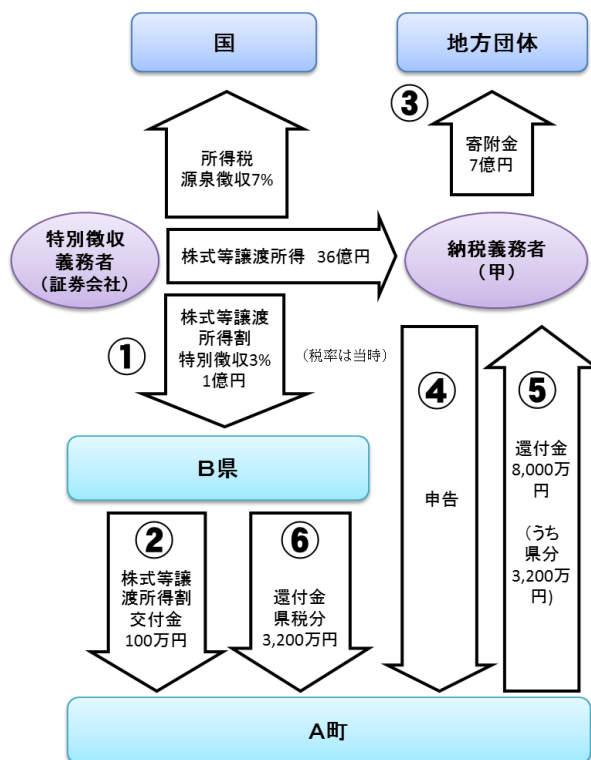 国
地方団体
③
所得税
源泉徴収7%
寄附金
7億円
特別徴収
義務者
(証券会社)
株式等譲渡所得 36億円
納税義務者
(甲)
①
株式等譲渡
所得割
特別徴収3%
1億円
(税率は当時)
④
申告
⑤
還付金
8,000万
円
(うち
県分
3,200万
円)
B県
②
株式等譲
渡所得割
交付金
100万円
⑥
還付金
県税分
3,200万円
A町